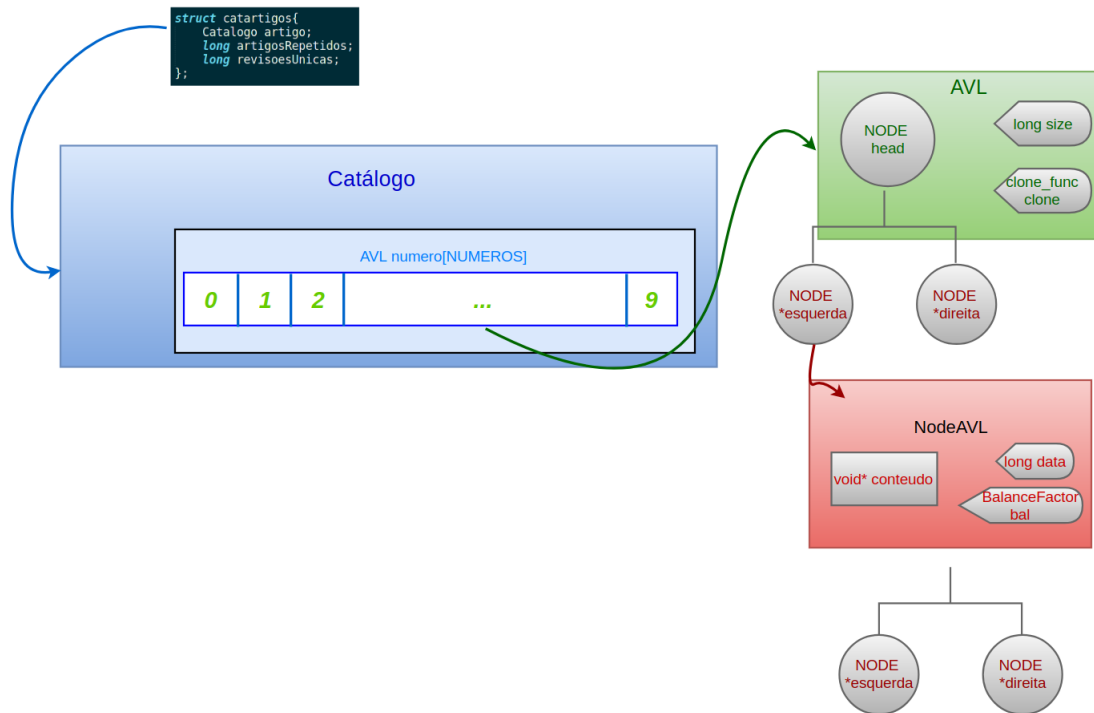 struct catartigos{
Catalogo artigo;
long artigosRepetidos;
long revisoesUnicas;
};
Catálogo
AVL numero[NUMEROS]
0 1 2 ... 9
AVL
NODE
head
long size
clone_func
clone
NODE
*esquerda
NODE
*direita
NodeAVL
void* conteudo
long data
BalanceFactor
bal
NODE
*esquerda
NODE
*direita